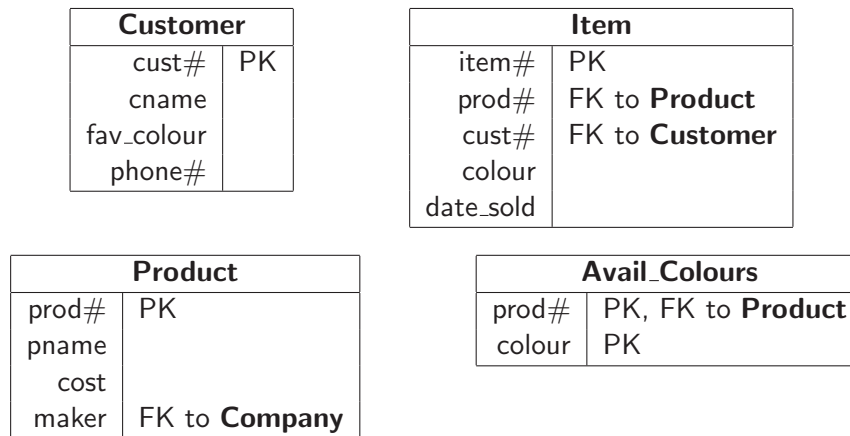 Customer
cust# PK
cname
fav_colour
phone#
Item
item# PK
prod# FK to Product
cust# FK to Customer
colour
date_sold
Product
prod# PK
pname
cost
maker FK to Company
Avail_Colours
prod# PK, FK to Product
colour PK